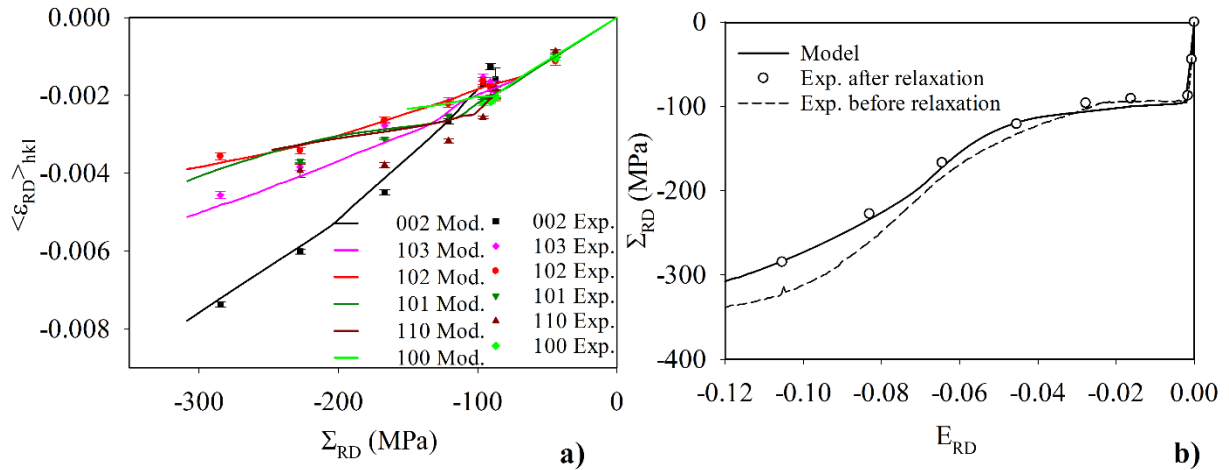 0.000
-0.002
-0.004
-0.006
-0.008
<ε_RD>_hkl
002 Mod.
103 Mod.
102 Mod.
101 Mod.
110 Mod.
100 Mod.
002 Exp.
103 Exp.
102 Exp.
101 Exp.
110 Exp.
100 Exp.
-300 -200 -100 0
Σ_RD (MPa)
a)
0
-100
-200
-300
-400
Σ_RD (MPa)
Model
Exp. after relaxation
Exp. before relaxation
-0.12 -0.10 -0.08 -0.06 -0.04 -0.02 0.00
E_RD
b)